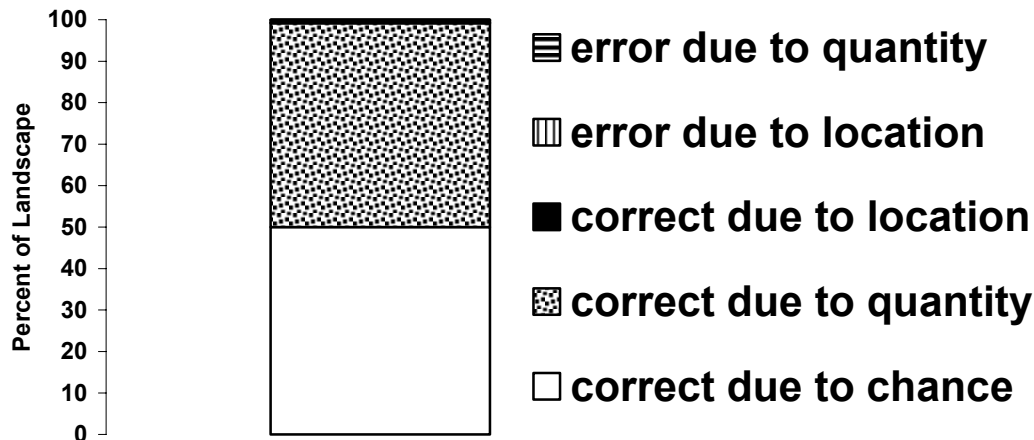 Percent of Landscape
100
90
80
70
60
50
40
30
20
10
0
error due to quantity
error due to location
correct due to location
correct due to quantity
correct due to chance